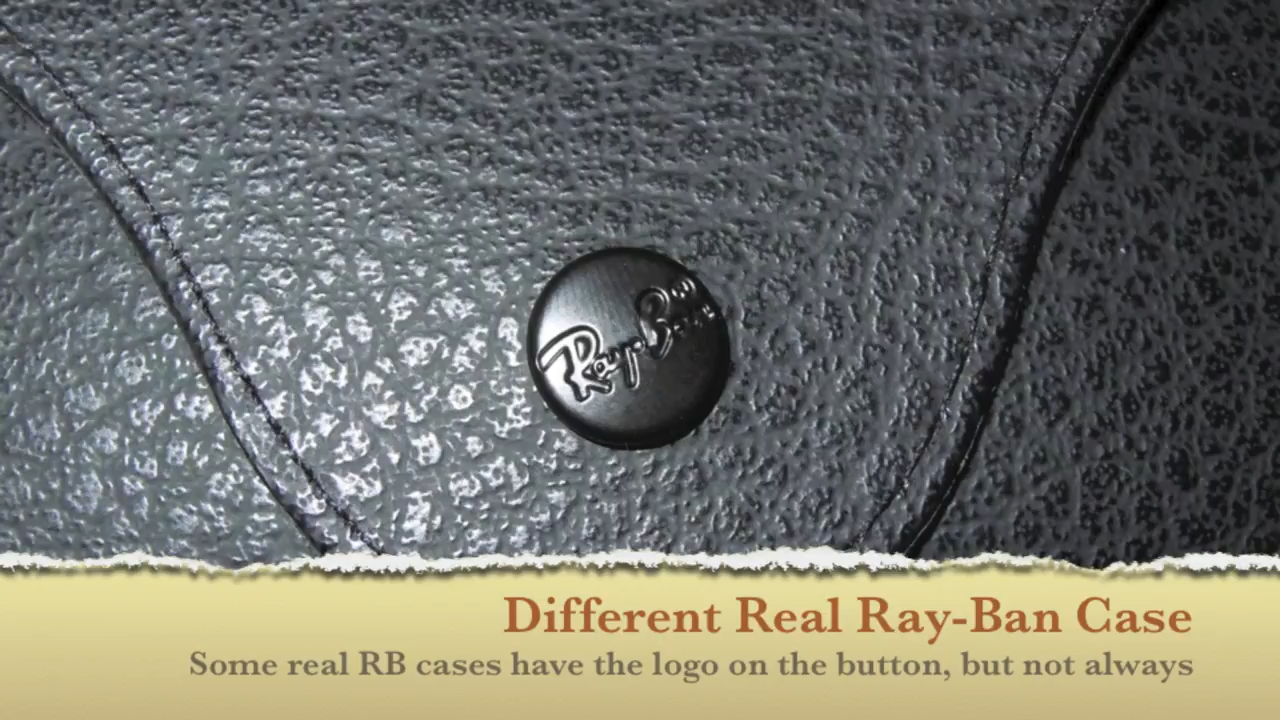 Ray-Ban
Different Real Ray-Ban Case
Some real RB cases have the logo on the button, but not always